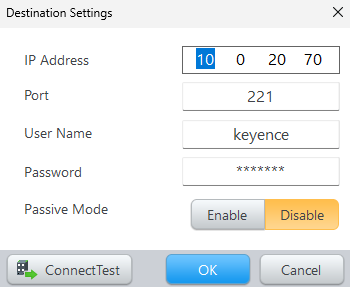 Destination Settings
IP Address 10 0 20 70
Port 221
User Name keyence
Password *******
Passive Mode Enable Disable
ConnectTest OK Cancel